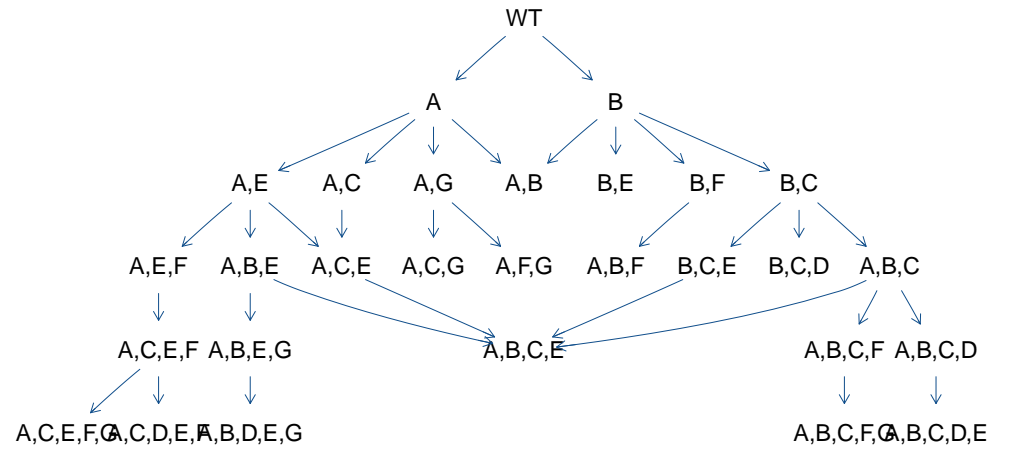 WT
A B
A,E A,C A,G A,B B,E B,F B,C
A,E,F A,B,E A,C,E A,C,G A,F,G A,B,F B,C,E B,C,D A,B,C
A,C,E,F A,B,E,G A,B,C,E A,B,C,F A,B,C,D
A,C,E,F,G A,C,D,E,F A,B,D,E,G A,B,C,F,G A,B,C,D,E